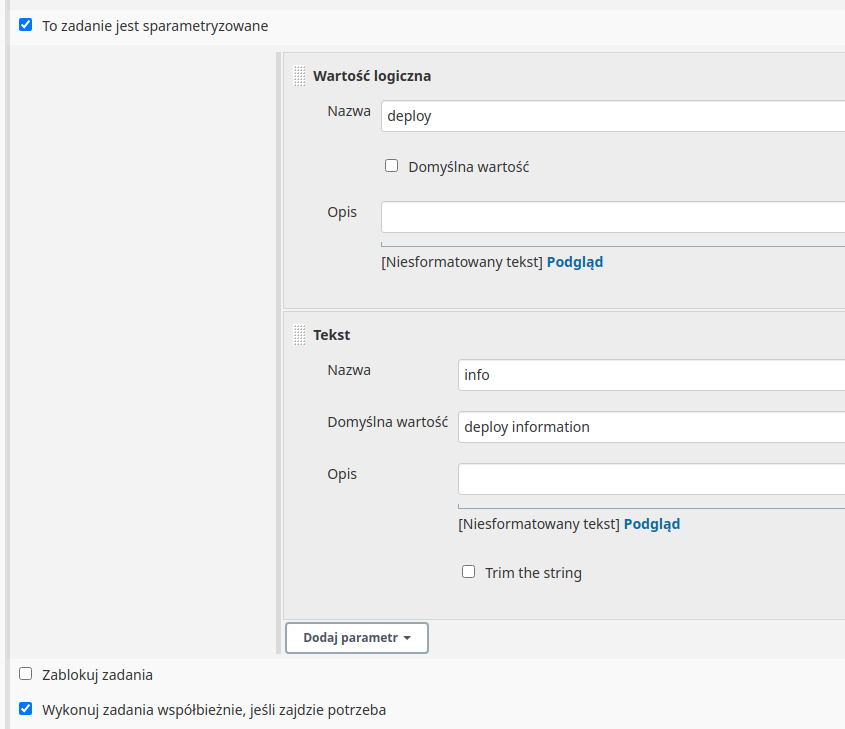 To zadanie jest sparametryzowane
Wartość logiczna
Nazwa
deploy
Domyślna wartość
Opis
[Niesformatowany tekst] Podgląd
Tekst
Nazwa
info
Domyślna wartość
deploy information
Opis
[Niesformatowany tekst] Podgląd
Trim the string
Dodaj parametr
Zablokuj zadania
Wykonuj zadania współbieżnie, jeśli zajdzie potrzeba